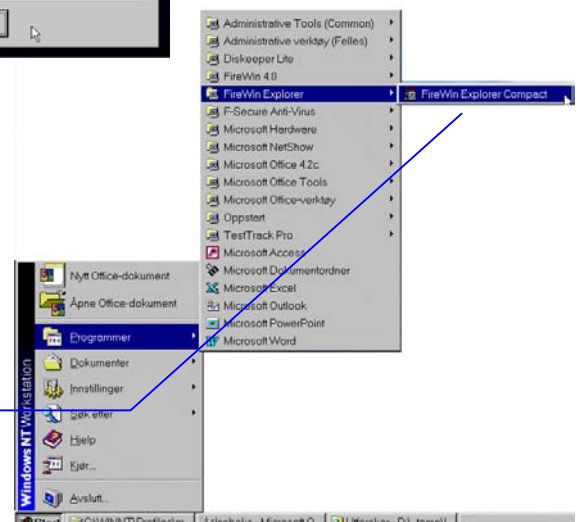 Administrative Tools (Common)
Administrative verktøy (Felles)
Diskeeper Lite
FireWin 4.0
FireWin Explorer
FireWin Explorer Compact
F-Secure Anti-Virus
Microsoft Hardware
Microsoft NetShow
Microsoft Office 4.2c
Microsoft Office Tools
Microsoft Office-verktøy
Oppstart
TestTrack Pro
Microsoft Access
Microsoft Dokumentordner
Microsoft Excel
Microsoft Outlook
Microsoft PowerPoint
Microsoft Word
Nytt Office-dokument
Åpne Office-dokument
Programmer
Dokumenter
Innstillinger
Søk etter
Hjelp
Kjør...
Avslutt...
Windows NT Workstation
Start